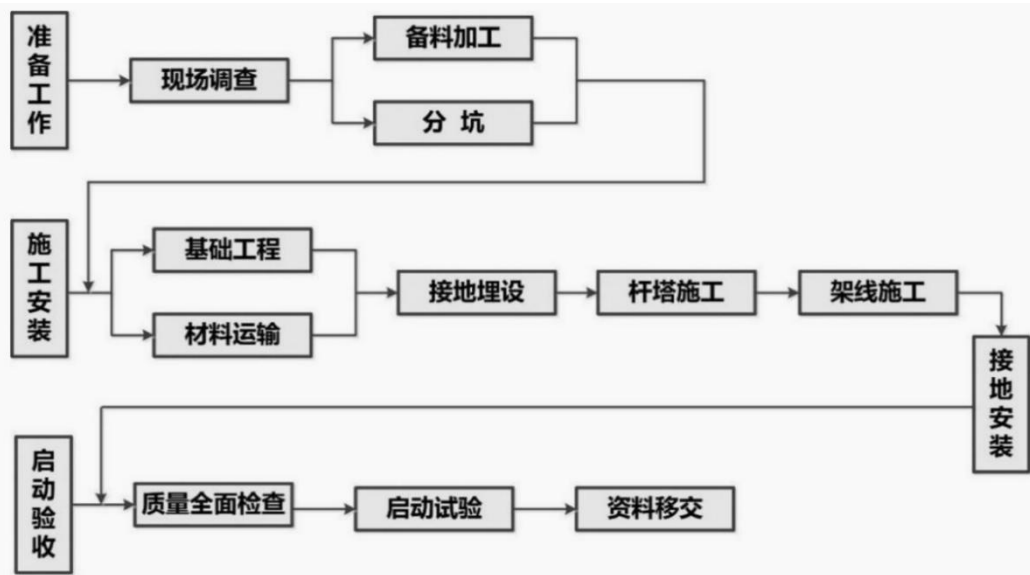 准备工作
现场调查
备料加工
分 坑
施工安装
基础工程
材料运输
接地埋设
杆塔施工
架线施工
接地安装
启动验收
质量全面检查
启动试验
资料移交